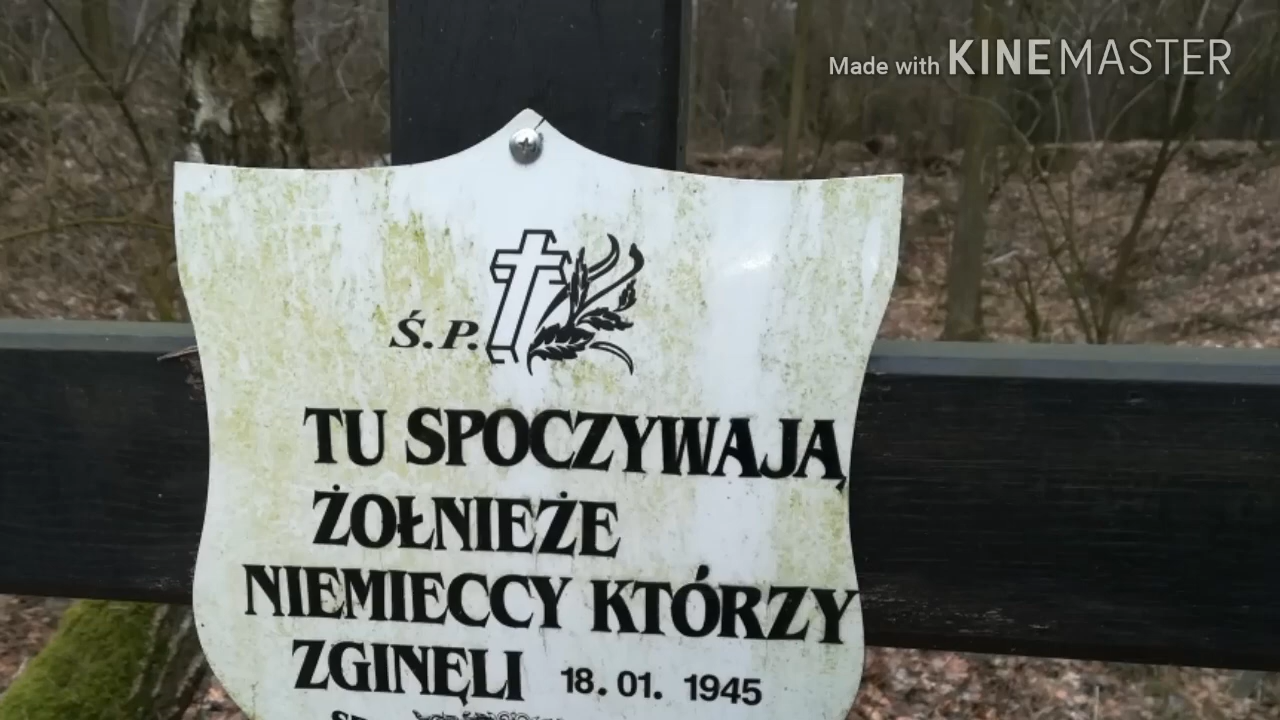 Made with KINEMASTER
Ś.P.
TU SPOCZYWAJĄ
ŻOŁNIEŻE
NIEMIECCY KTÓRZY
ZGINĘLI 18.01. 1945